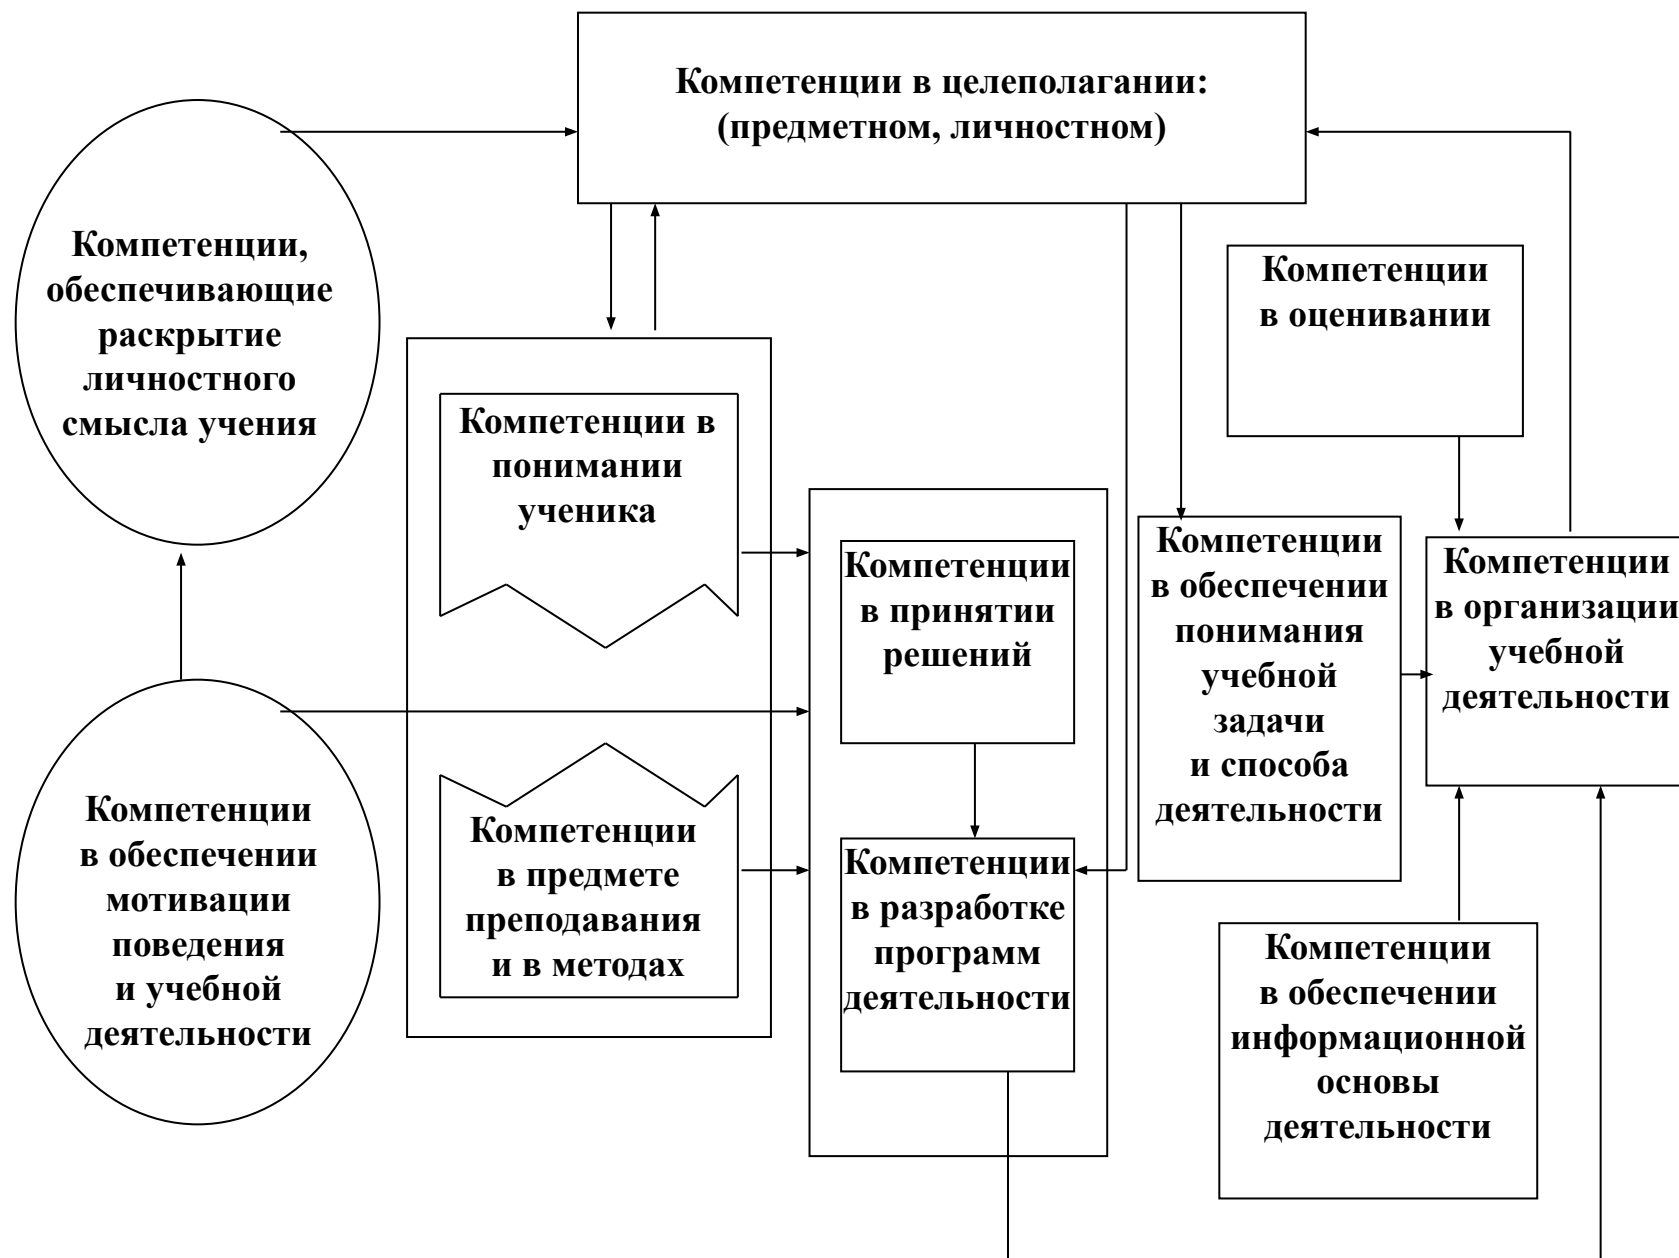 Компетенции в целеполагании:
(предметном, личностном)
Компетенции,
обеспечивающие
раскрытие
личностного
смысла учения
Компетенции
в оценивании
Компетенции в
понимании
ученика
Компетенции
в принятии
решений
Компетенции
в обеспечении
понимания
учебной
задачи
и способа
деятельности
Компетенции
в организации
учебной
деятельности
Компетенции
в обеспечении
мотивации
поведения
и учебной
деятельности
Компетенции
в предмете
преподавания
и в методах
Компетенции
в разработке
программ
деятельности
Компетенции
в обеспечении
информационной
основы
деятельности